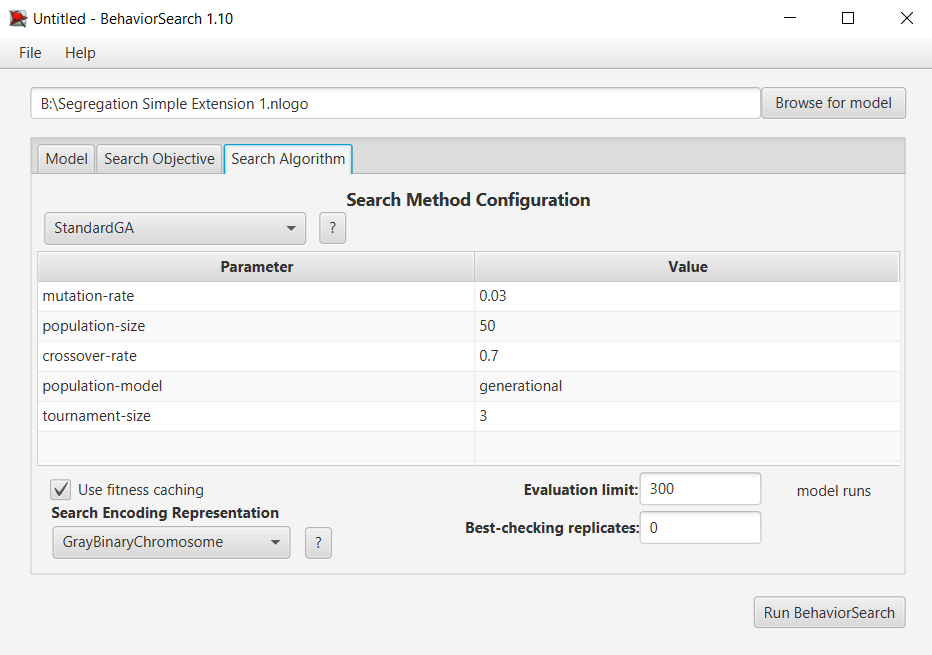 Untitled - BehaviorSearch 1.10
File Help
B:\Segregation Simple Extension 1.nlogo Browse for model
Model Search Objective Search Algorithm
Search Method Configuration
StandardGA ?
Parameter Value
mutation-rate 0.03
population-size 50
crossover-rate 0.7
population-model generational
tournament-size 3
Use fitness caching Evaluation limit: 300 model runs
Search Encoding Representation
Best-checking replicates: 0
GrayBinaryChromosome ?
Run BehaviorSearch